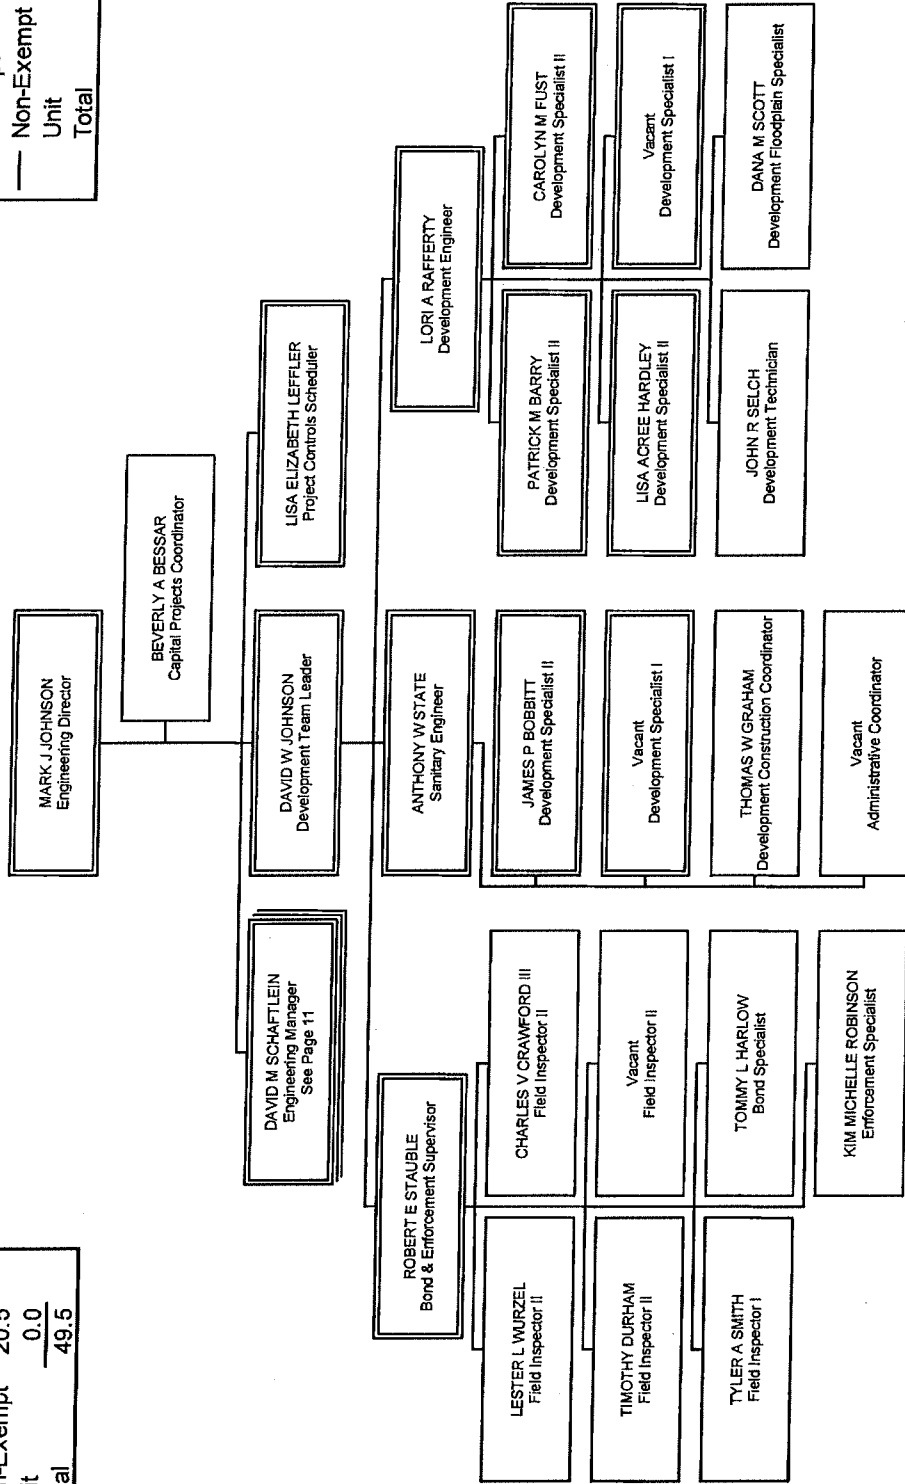 n-Exempt 20.5
t 0.0
al 49.5
— Non-Exempt
Unit
Total
MARK J JOHNSON
Engineering Director
BEVERLY A BESSAR
Capital Projects Coordinator
DAVID M SCHAFTLEIN
Engineering Manager
See Page 11
DAVID W JOHNSON
Development Team Leader
LISA ELIZABETH LEFFLER
Project Controls Scheduler
ROBERT E STAUBLE
Bond & Enforcement Supervisor
ANTHONY W STATE
Sanitary Engineer
LORI A RAFFERTY
Development Engineer
LESTER L WURZEL
Field Inspector II
CHARLES V CRAWFORD III
Field Inspector II
TIMOTHY DURHAM
Field Inspector II
Vacant
Field Inspector II
TYLER A SMITH
Field Inspector I
TOMMY L HARLOW
Bond Specialist
KIM MICHELLE ROBINSON
Enforcement Specialist
JAMES P BOBBITT
Development Specialist II
Vacant
Development Specialist I
THOMAS W GRAHAM
Development Construction Coordinator
Vacant
Administrative Coordinator
PATRICK M BARRY
Development Specialist II
CAROLYN M FUST
Development Specialist II
LISA ACREE HARDLEY
Development Specialist II
Vacant
Development Specialist I
JOHN R SELCH
Development Technician
DANA M SCOTT
Development Floodplain Specialist